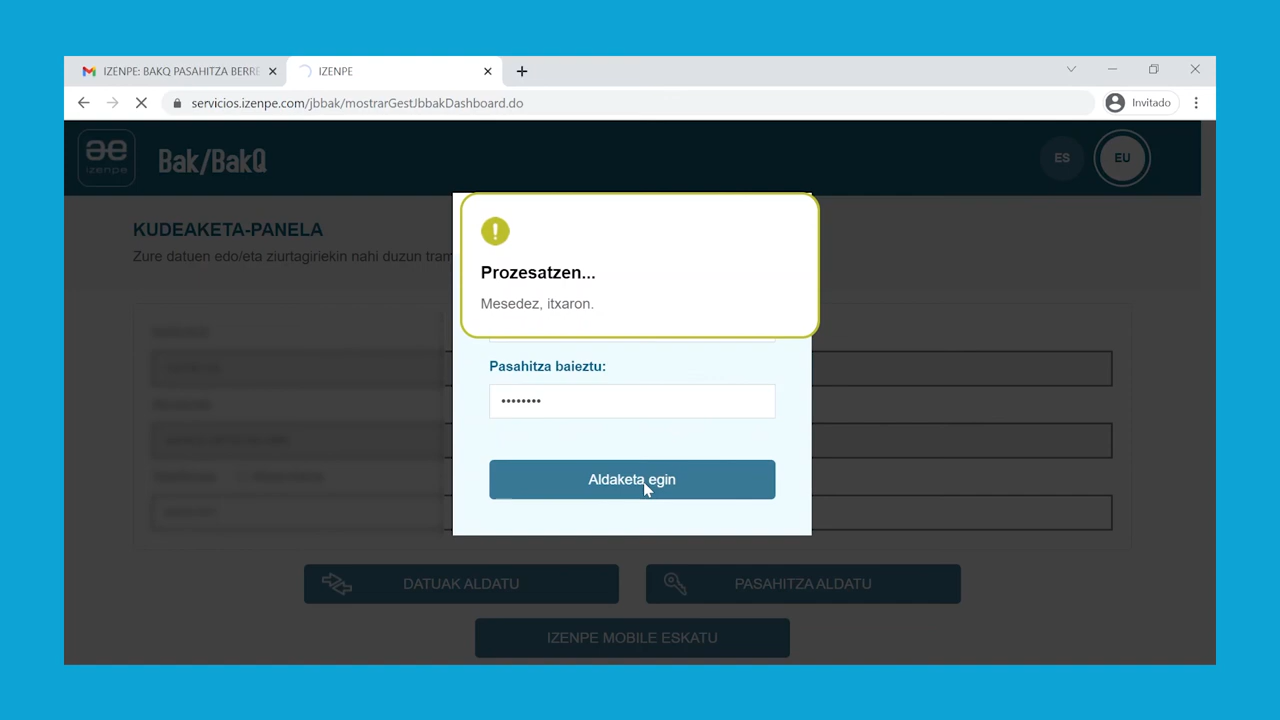 IZENPE: BAKQ PASAHITZA BERRE
IZENPE
servicios.izenpe.com/jbbak/mostrarGestJbbakDashboard.do
Invitado
izenpe
Bak/BakQ
ES
EU
KUDEAKETA-PANELA
Zure datuen edo/eta ziurtagiriekin nahi duzun tram
Prozesatzen...
Mesedez, itxaron.
Pasahitza baieztu:
••••••••
Aldaketa egin
DATUAK ALDATU
PASAHITZA ALDATU
IZENPE MOBILE ESKATU